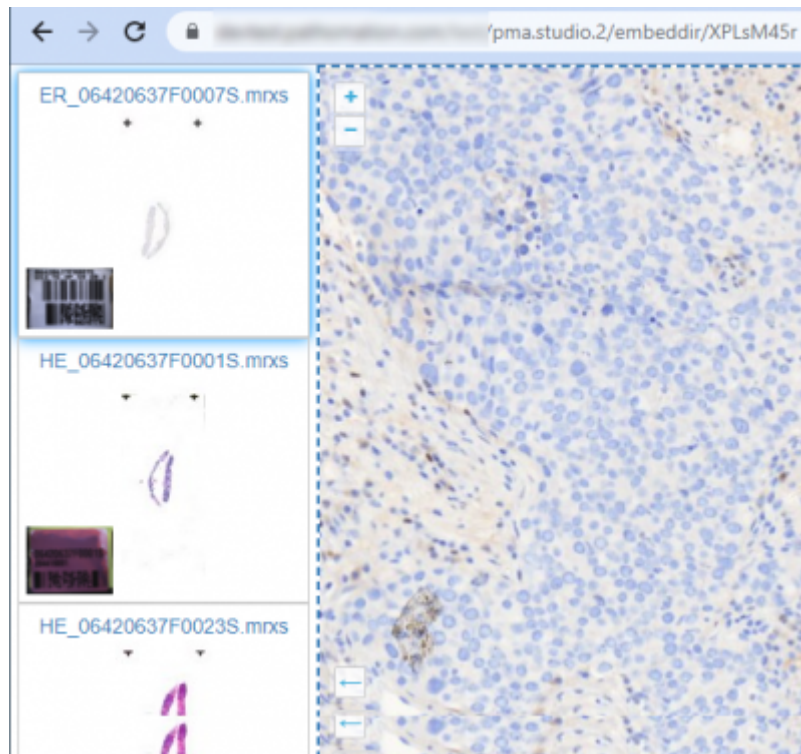 /pma.studio.2/embeddir/XPLsM45r
ER_06420637F0007S.mrxs
HE_06420637F0001S.mrxs
HE_06420637F0023S.mrxs